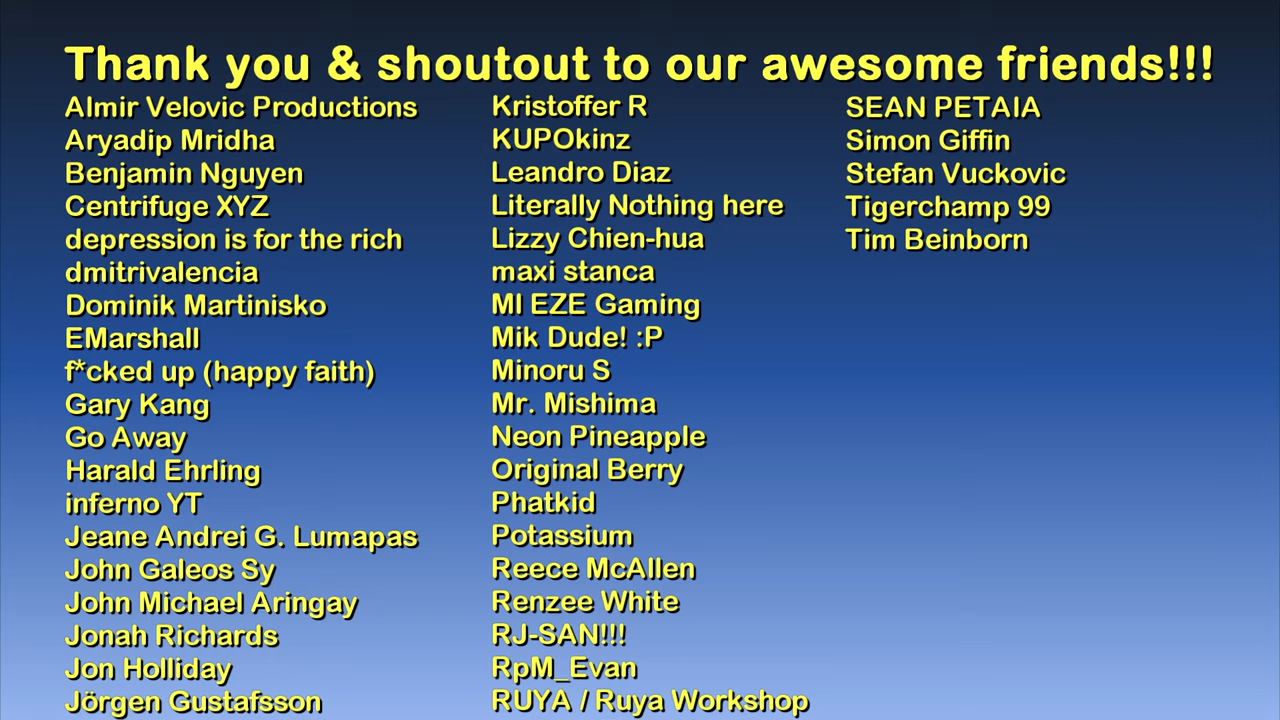 Thank you & shoutout to our awesome friends!!!
Almir Velovic Productions
Aryadip Mridha
Benjamin Nguyen
Centrifuge XYZ
depression is for the rich
dmitrivalencia
Dominik Martinisko
EMarshall
f*cked up (happy faith)
Gary Kang
Go Away
Harald Ehrling
inferno YT
Jeane Andrei G. Lumapas
John Galeos Sy
John Michael Aringay
Jonah Richards
Jon Holliday
Jörgen Gustafsson
Kristoffer R
KUPOkinz
Leandro Diaz
Literally Nothing here
Lizzy Chien-hua
maxi stanca
MI EZE Gaming
Mik Dude! :P
Minoru S
Mr. Mishima
Neon Pineapple
Original Berry
Phatkid
Potassium
Reece McAllen
Renzee White
RJ-SAN!!!
RpM_Evan
RUYA / Ruya Workshop
SEAN PETAIA
Simon Giffin
Stefan Vuckovic
Tigerchamp 99
Tim Beinborn